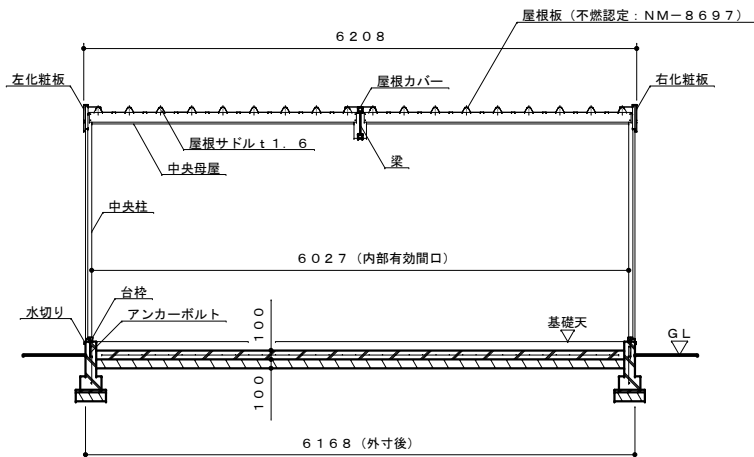 屋根板（不燃認定：NM－8697）
6208
左化粧板
屋根カバー
右化粧板
屋根サドルt1．6
中央母屋
梁
中央柱
6027（内部有効間口）
台枠
水切り
アンカーボルト
100
基礎天
GL
100
6168（外寸後）